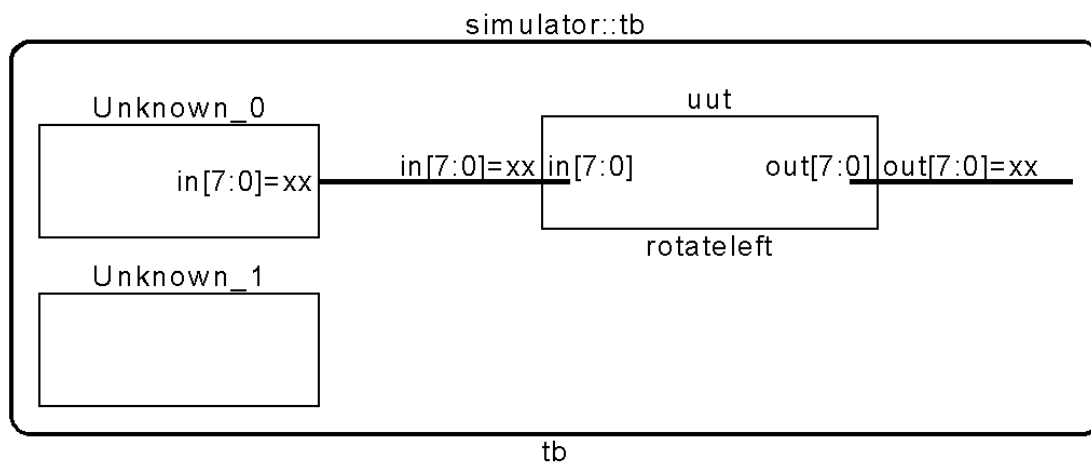 simulator::tb
Unknown_0
uut
in[7:0]=xx
in[7:0]=xx
in[7:0]
out[7:0]
out[7:0]=xx
rotateleft
Unknown_1
tb